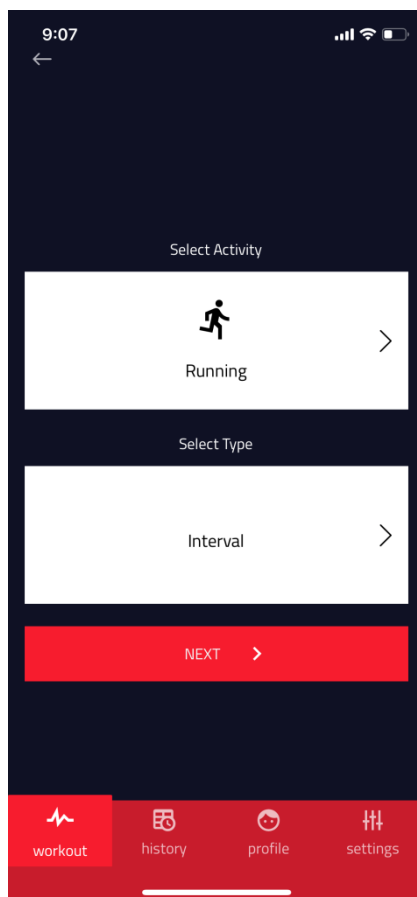 9:07
Select Activity
Running
Select Type
Interval
NEXT
workout history profile settings